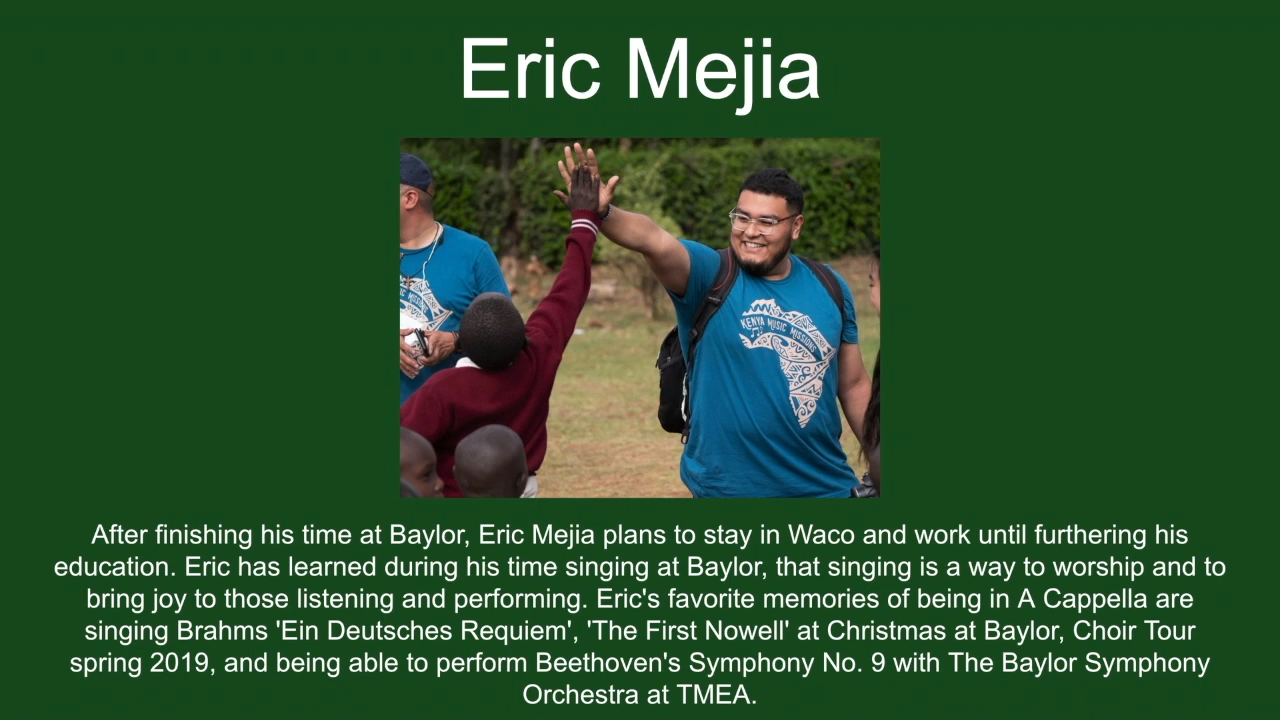 Eric Mejia
KENYA MUSIC MISSIONS
After finishing his time at Baylor, Eric Mejia plans to stay in Waco and work until furthering his
education. Eric has learned during his time singing at Baylor, that singing is a way to worship and to
bring joy to those listening and performing. Eric's favorite memories of being in A Cappella are
singing Brahms 'Ein Deutsches Requiem', 'The First Nowell' at Christmas at Baylor, Choir Tour
spring 2019, and being able to perform Beethoven's Symphony No. 9 with The Baylor Symphony
Orchestra at TMEA.